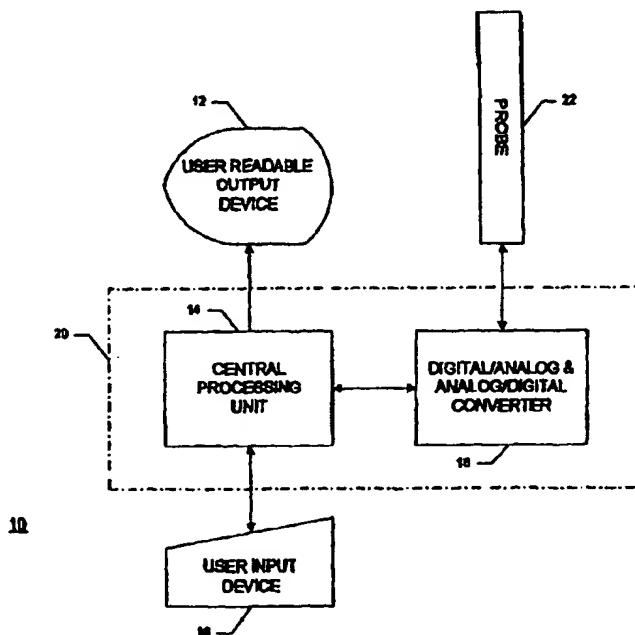 12
USER READABLE
OUTPUT
DEVICE
PROBE
22
20
14
CENTRAL
PROCESSING
UNIT
DIGITAL/ANALOG &
ANALOG/DIGITAL
CONVERTER
18
10
USER INPUT
DEVICE
16